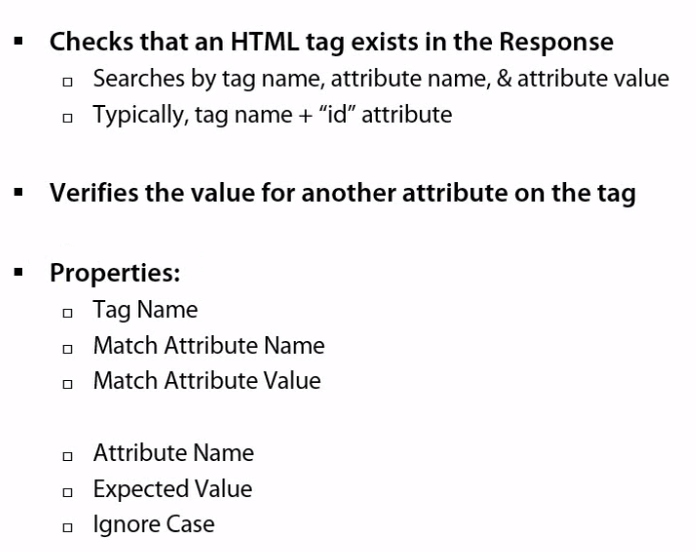 ▪ Checks that an HTML tag exists in the Response
▫ Searches by tag name, attribute name, & attribute value
▫ Typically, tag name + “id” attribute
▪ Verifies the value for another attribute on the tag
▪ Properties:
▫ Tag Name
▫ Match Attribute Name
▫ Match Attribute Value
▫ Attribute Name
▫ Expected Value
▫ Ignore Case